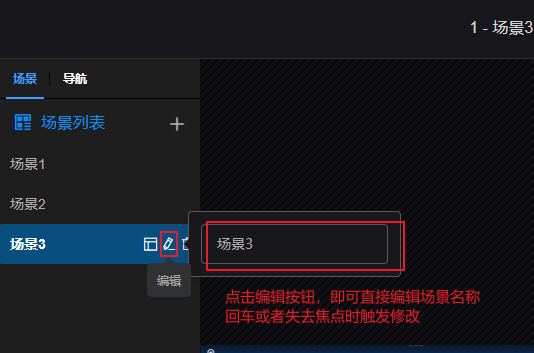 1 - 场景3
场景 导航
场景列表
场景1
场景2
场景3
场景3
编辑
点击编辑按钮，即可直接编辑场景名称
回车或者失去焦点时触发修改